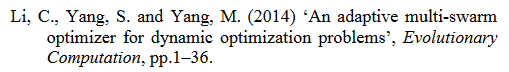 Li, C., Yang, S. and Yang, M. (2014) ‘An adaptive multi-swarm
optimizer for dynamic optimization problems’, Evolutionary
Computation, pp.1–36.